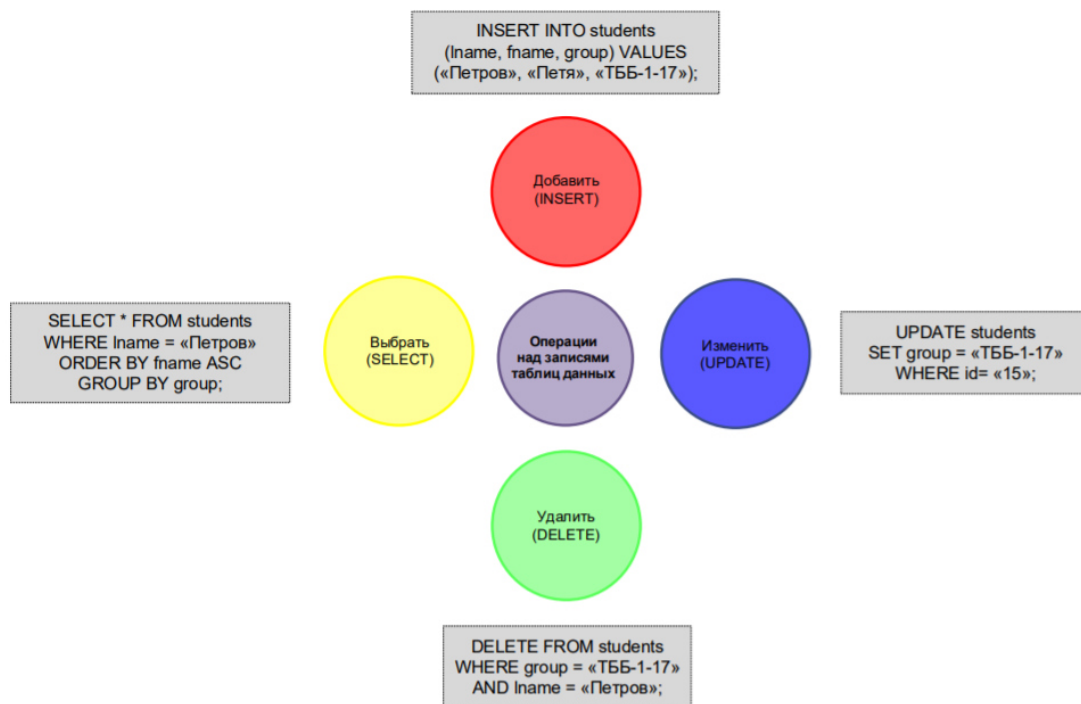 INSERT INTO students
(lname, fname, group) VALUES
(«Петров», «Петя», «ТББ-1-17»);
Добавить
(INSERT)
SELECT * FROM students
WHERE lname = «Петров»
ORDER BY fname ASC
GROUP BY group;
Выбрать
(SELECT)
Операции
над записями
таблиц данных
Изменить
(UPDATE)
UPDATE students
SET group = «ТББ-1-17»
WHERE id= «15»;
Удалить
(DELETE)
DELETE FROM students
WHERE group = «ТББ-1-17»
AND lname = «Петров»;